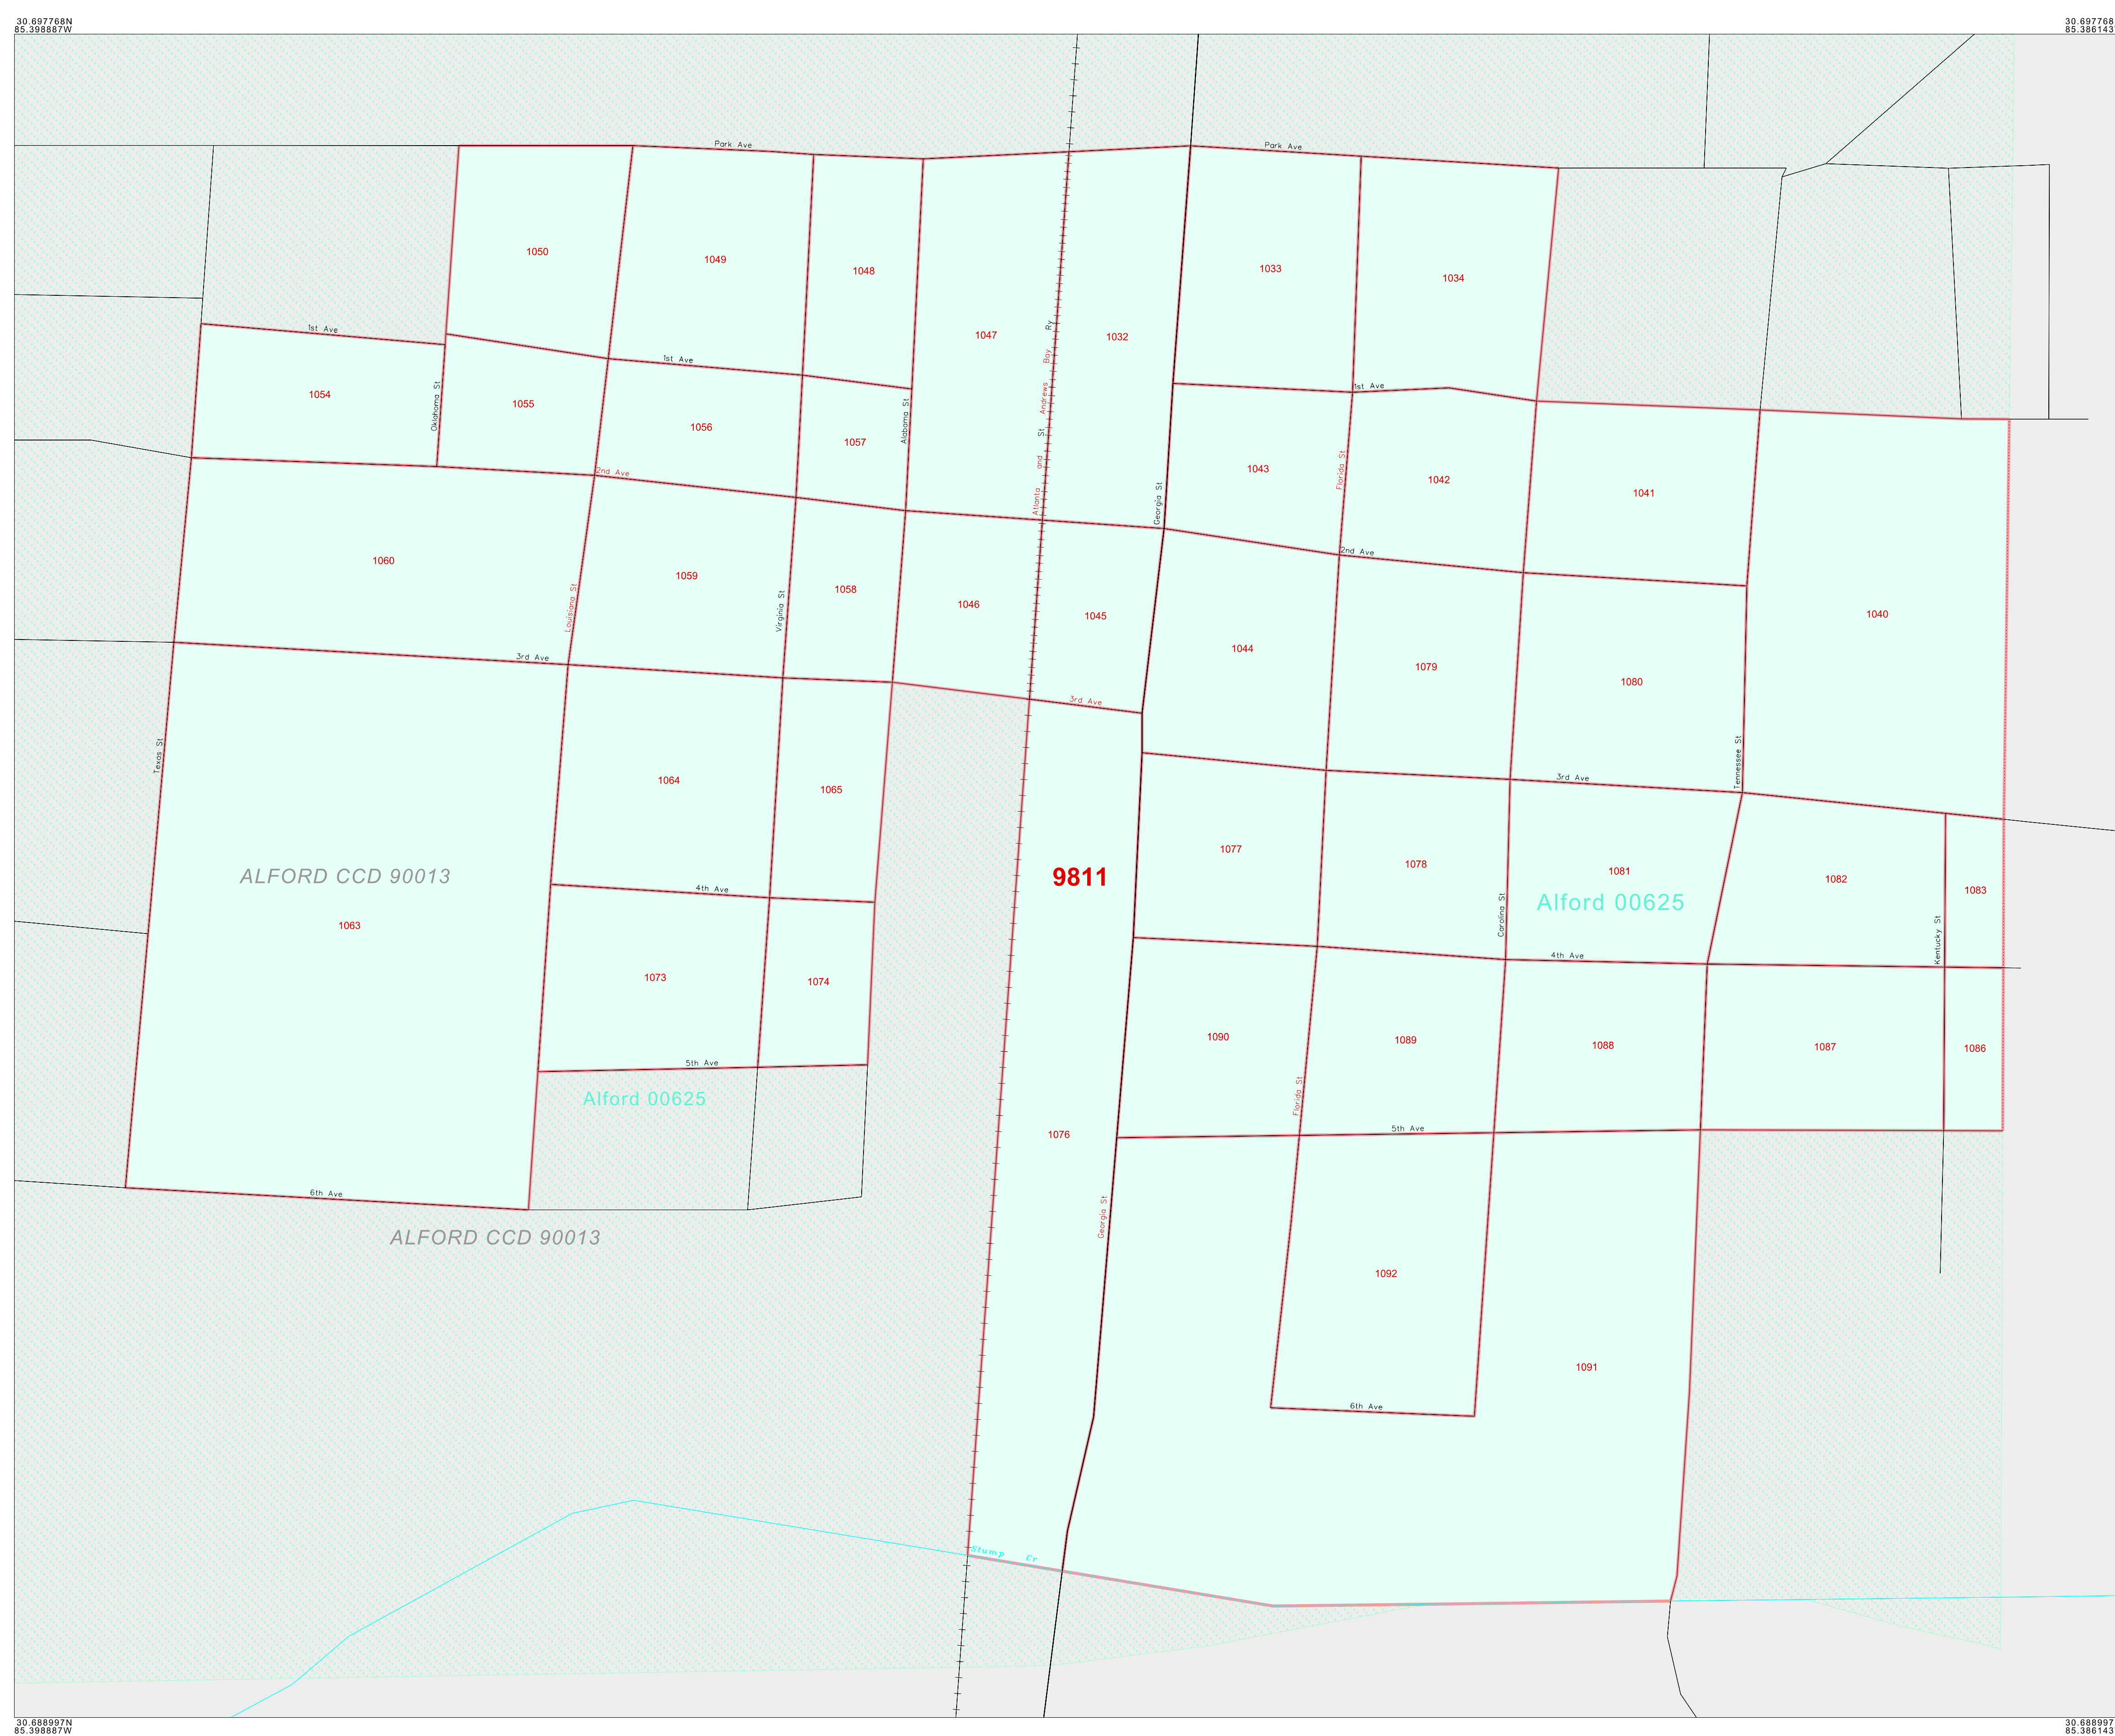 30.697768N
85.398887W
30.697768
85.386143
Park Ave
Park Ave
1050
1049
1048
1033
1034
1st Ave
1047
1032
1st Ave
1054
Oklahoma St
1055
1056
1057
Alabama St
Atlanta and St Andrews Bay Ry
1st Ave
2nd Ave
1043
Florida St
1042
1041
Georgia St
1060
Louisiana St
1059
Virginia St
1058
1046
1045
2nd Ave
1044
1040
3rd Ave
1079
1080
3rd Ave
Texas St
1064
1065
3rd Ave
Tennessee St
ALFORD CCD 90013
1063
4th Ave
9811
1077
1078
1081
1082
1083
Alford 00625
Carolina St
Kentucky St
4th Ave
1073
1074
1090
1089
1088
1087
1086
5th Ave
Alford 00625
Florida St
5th Ave
1076
6th Ave
Georgia St
ALFORD CCD 90013
1092
1091
6th Ave
Stump Cr
30.688997N
85.398887W
30.688997
85.386143